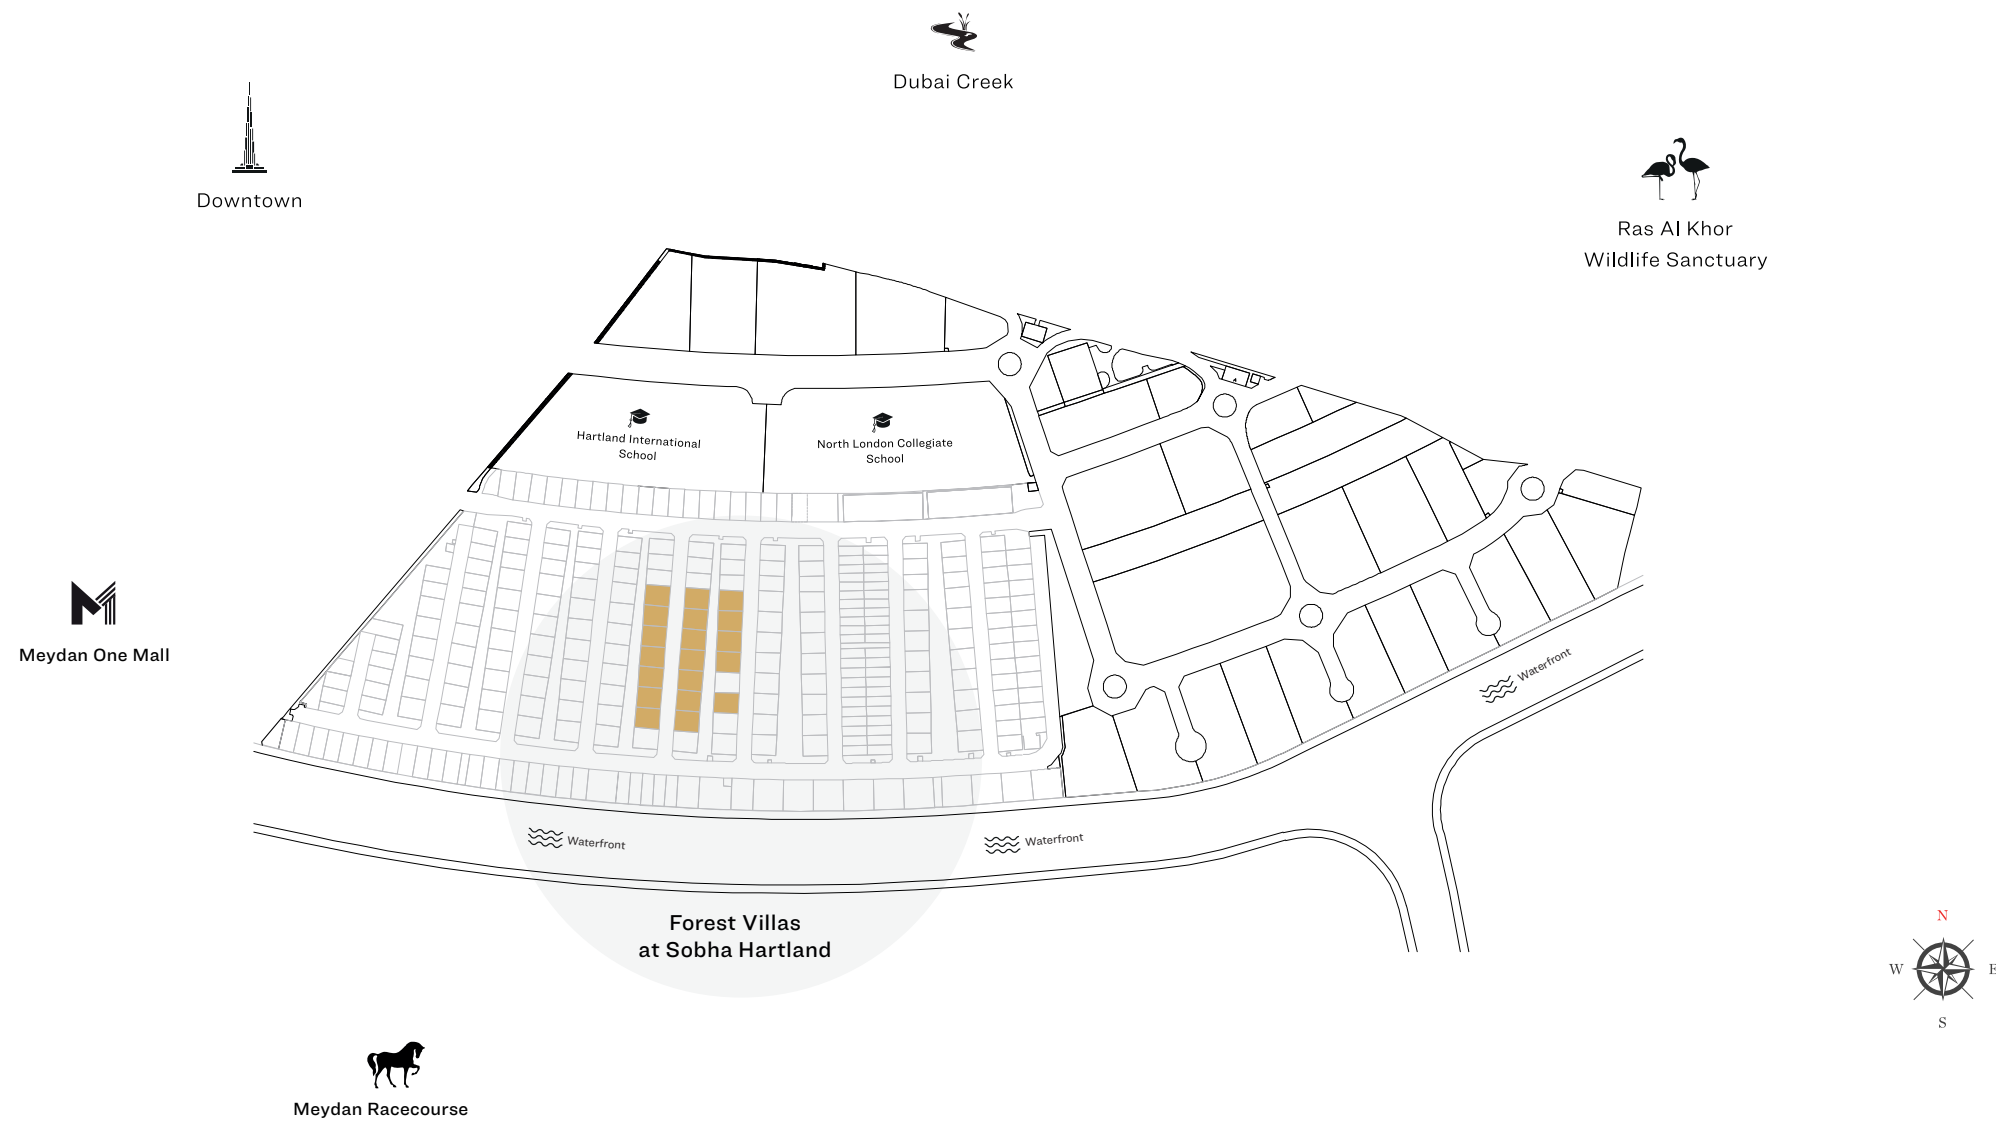 Dubai Creek
Downtown
Ras Al Khor
Wildlife Sanctuary
Hartland International
School
North London Collegiate
School
Meydan One Mall
Waterfront
Waterfront
Waterfront
Forest Villas
at Sobha Hartland
N
W
E
S
Meydan Racecourse